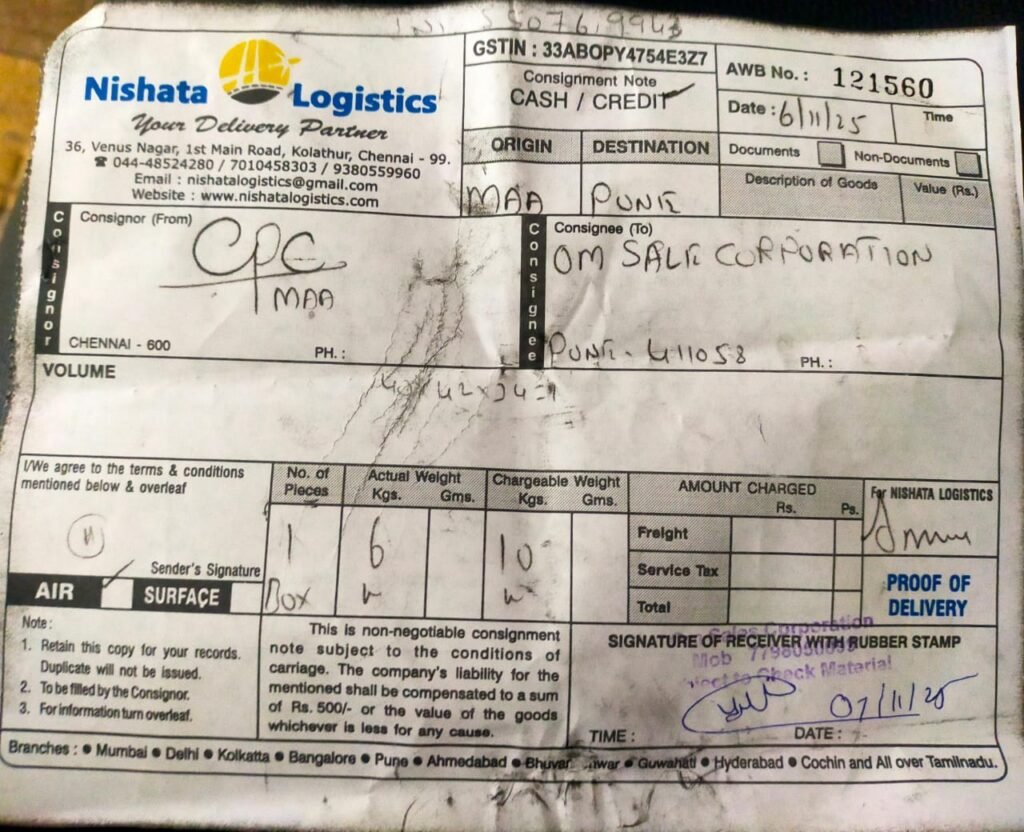 GSTIN : 33ABOPY4754E3Z7
Consignment Note
CASH / CREDIT
AWB No. : 121560
Date : 6/11/25
Time
Nishata Logistics
Your Delivery Partner
36, Venus Nagar, 1st Main Road, Kolathur, Chennai - 99.
☎ 044-48524280 / 7010458303 / 9380559960
Email : nishatalogistics@gmail.com
Website : www.nishatalogistics.com
ORIGIN
DESTINATION
MAA
PUNE
Documents
Non-Documents
Description of Goods
Value (Rs.)
Consignor
Consignor (From)
CPC
MAA
CHENNAI - 600
PH. :
Consignee
Consignee (To)
OM SALE CORPORATION
PUNE - 411058
PH. :
VOLUME
I/We agree to the terms & conditions
mentioned below & overleaf
Sender's Signature
AIR
SURFACE
No. of
Pieces
1
Box
Actual Weight
Kgs. Gms.
6
Chargeable Weight
Kgs. Gms.
10
AMOUNT CHARGED
Rs. Ps.
Freight
Service Tax
Total
For NISHATA LOGISTICS
PROOF OF
DELIVERY
Note :
1. Retain this copy for your records.
Duplicate will not be issued.
2. To be filled by the Consignor.
3. For information turn overleaf.
This is non-negotiable consignment
note subject to the conditions of
carriage. The company's liability for the
mentioned shall be compensated to a sum
of Rs. 500/- or the value of the goods
whichever is less for any cause.
SIGNATURE OF RECEIVER WITH RUBBER STAMP
Sales Corporation
Mob
to Check Material
07/11/25
TIME :
DATE :
Branches : ● Mumbai ● Delhi ● Kolkatta ● Bangalore ● Pune ● Ahmedabad ● Guwahati ● Hyderabad ● Cochin and All over Tamilnadu.